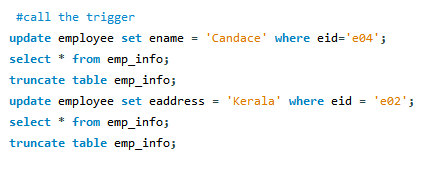 #call the trigger
update employee set ename = 'Candace' where eid='e04';
select * from emp_info;
truncate table emp_info;
update employee set eaddress = 'Kerala' where eid = 'e02';
select * from emp_info;
truncate table emp_info;